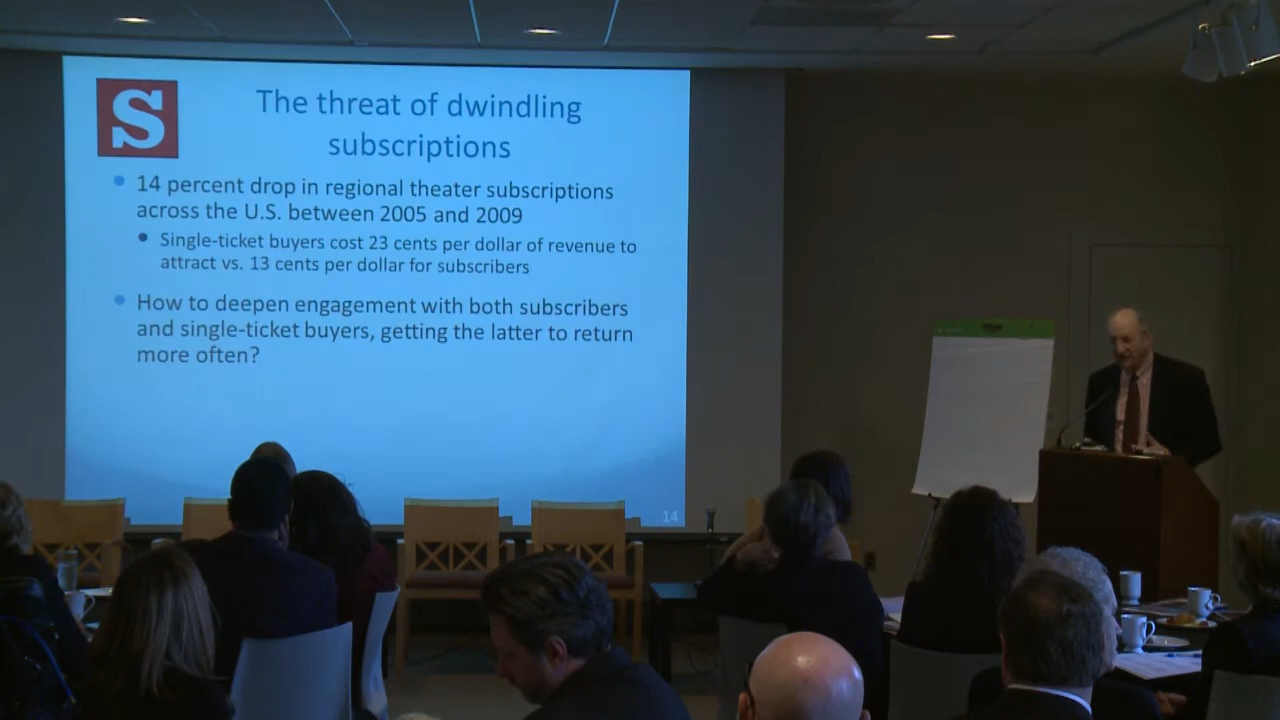 S
The threat of dwindling
subscriptions
14 percent drop in regional theater subscriptions
across the U.S. between 2005 and 2009
Single-ticket buyers cost 23 cents per dollar of revenue to
attract vs. 13 cents per dollar for subscribers
How to deepen engagement with both subscribers
and single-ticket buyers, getting the latter to return
more often?
14